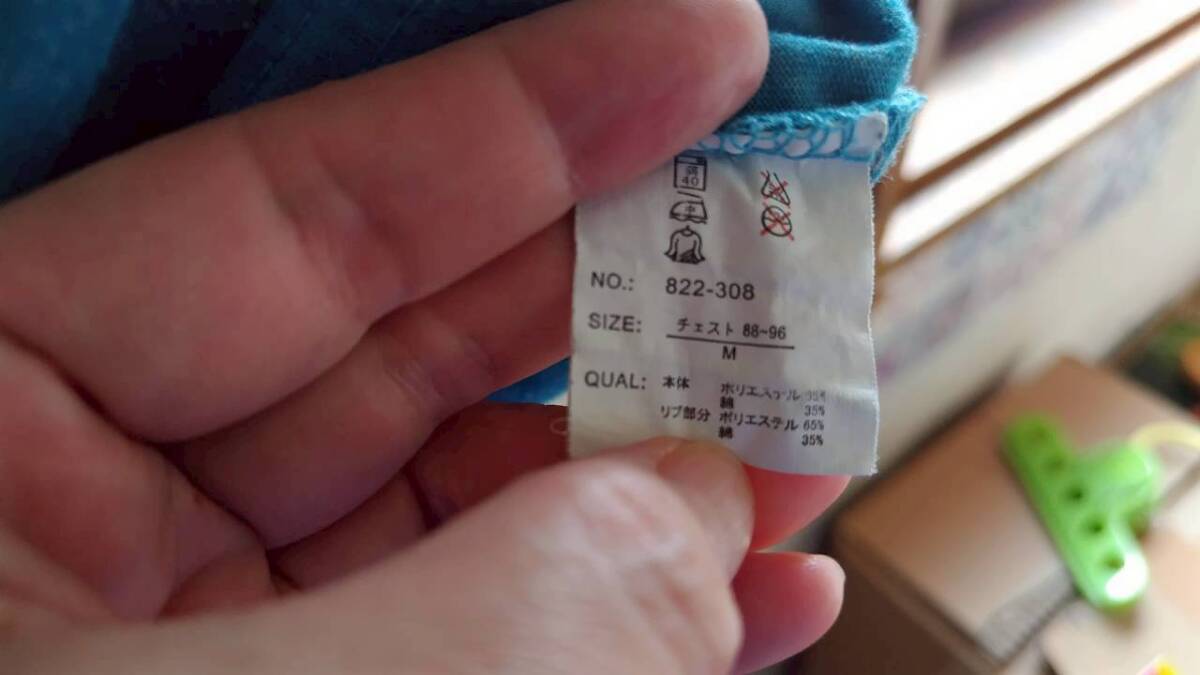 40
中
NO.: 822-308
SIZE: チェスト 88~96
M
QUAL: 本体 ポリエステル 65%
綿 35%
リブ部分 ポリエステル 65%
綿 35%